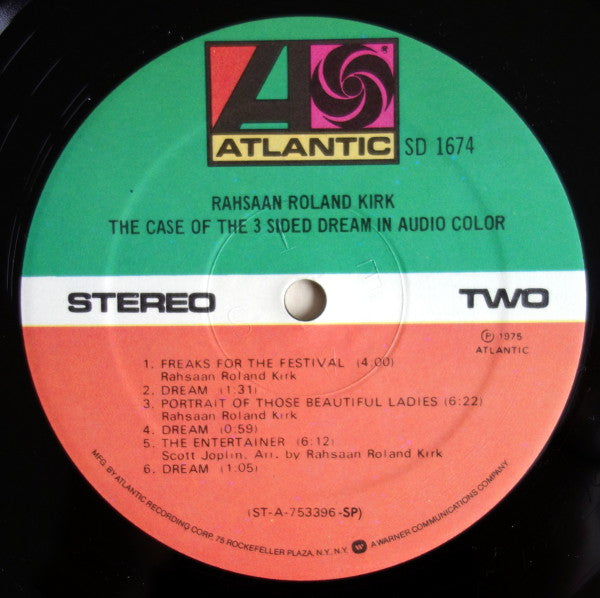 ATLANTIC SD 1674
RAHSAAN ROLAND KIRK
THE CASE OF THE 3 SIDED DREAM IN AUDIO COLOR
STEREO TWO
Ⓟ 1975
ATLANTIC
1. FREAKS FOR THE FESTIVAL (4:00)
Rahsaan Roland Kirk
2. DREAM (1:31)
3. PORTRAIT OF THOSE BEAUTIFUL LADIES (6:22)
Rahsaan Roland Kirk
4. DREAM (0:59)
5. THE ENTERTAINER (6:12)
Scott Joplin, Arr. by Rahsaan Roland Kirk
6. DREAM (1:05)
(ST-A-753396-SP)
MFG. BY ATLANTIC RECORDING CORP. 75 ROCKEFELLER PLAZA, N.Y., N.Y. A WARNER COMMUNICATIONS COMPANY